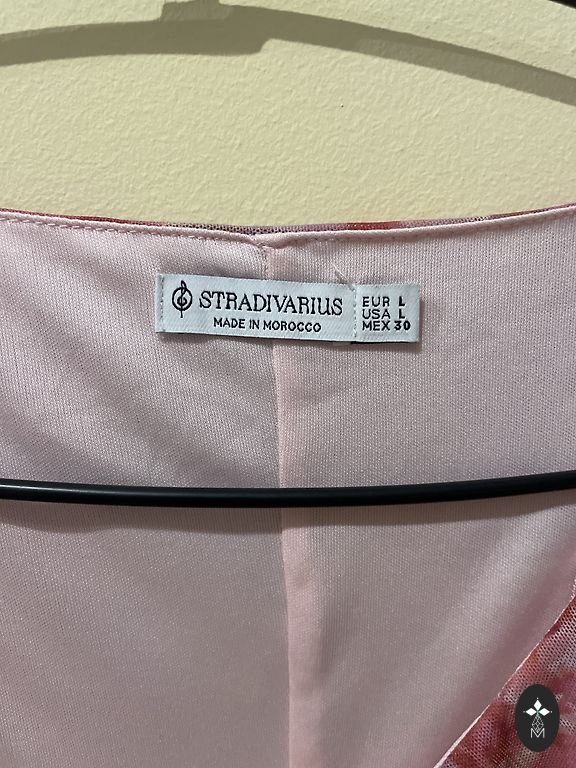 STRADIVARIUS
MADE IN MOROCCO
EUR L
USA L
MEX 30
M